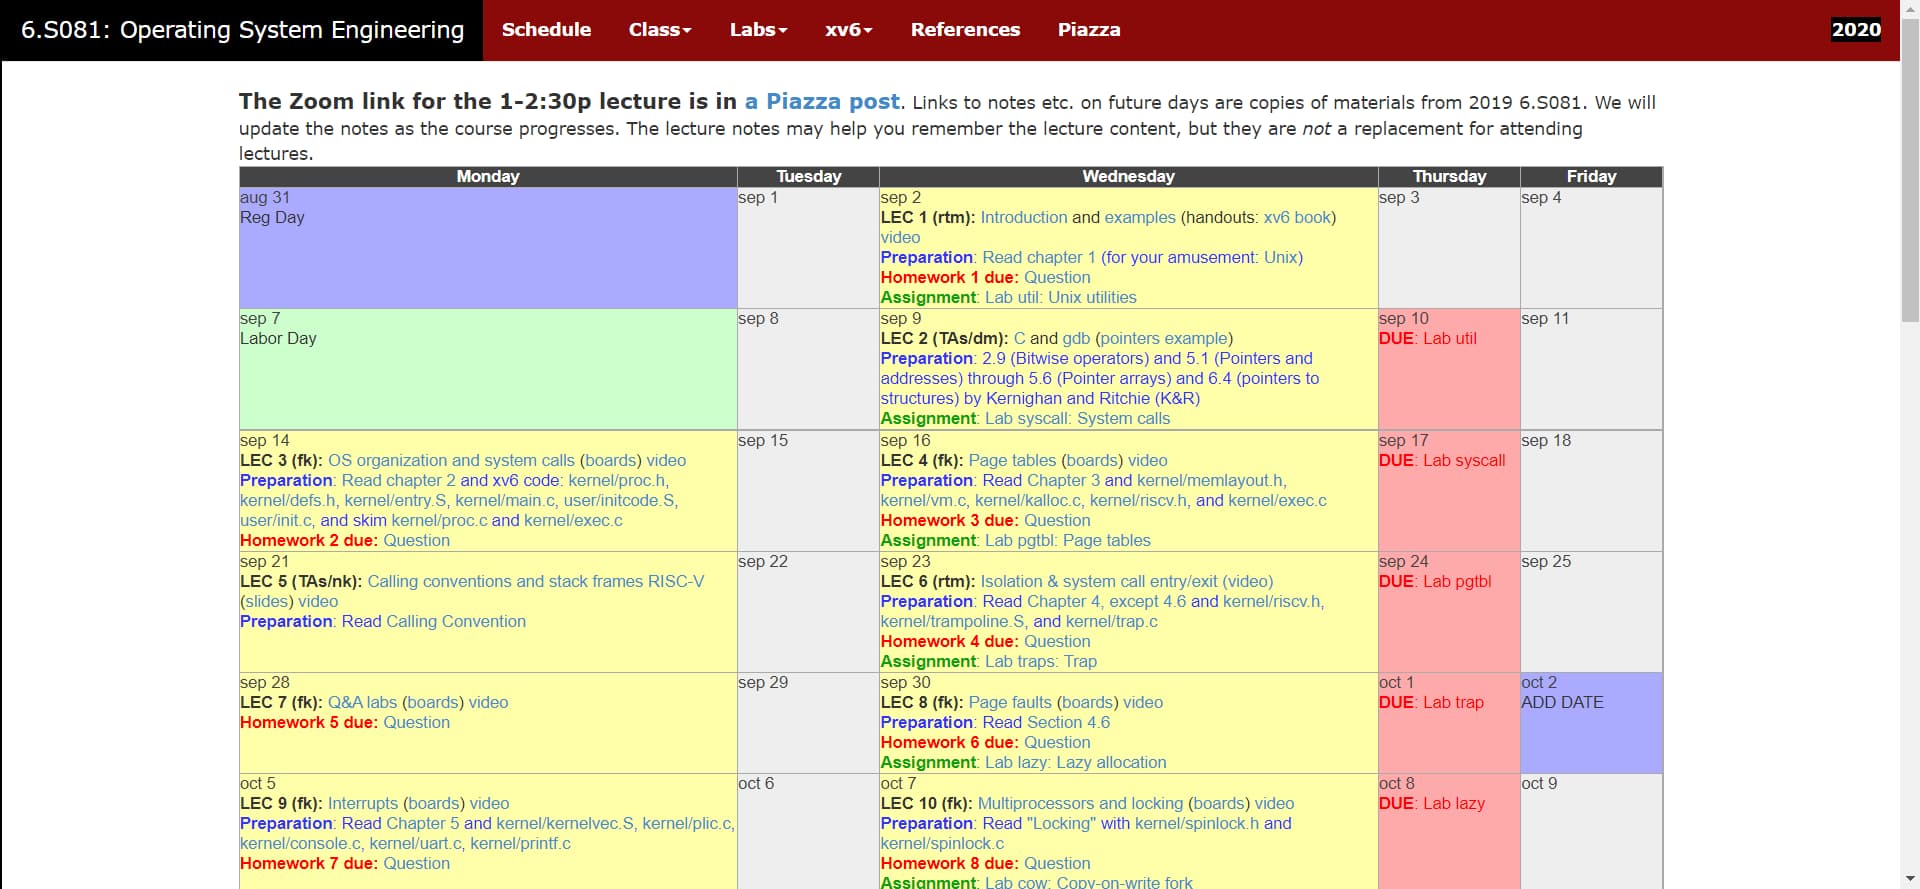 6.S081: Operating System Engineering Schedule Class Labs xv6 References Piazza 2020
The Zoom link for the 1-2:30p lecture is in a Piazza post. Links to notes etc. on future days are copies of materials from 2019 6.S081. We will
update the notes as the course progresses. The lecture notes may help you remember the lecture content, but they are not a replacement for attending
lectures.
Monday Tuesday Wednesday Thursday Friday
aug 31
Reg Day
sep 1
sep 2
LEC 1 (rtm): Introduction and examples (handouts: xv6 book)
video
Preparation: Read chapter 1 (for your amusement: Unix)
Homework 1 due: Question
Assignment: Lab util: Unix utilities
sep 3
sep 4
sep 7
Labor Day
sep 8
sep 9
LEC 2 (TAs/dm): C and gdb (pointers example)
Preparation: 2.9 (Bitwise operators) and 5.1 (Pointers and
addresses) through 5.6 (Pointer arrays) and 6.4 (pointers to
structures) by Kernighan and Ritchie (K&R)
Assignment: Lab syscall: System calls
sep 10
DUE: Lab util
sep 11
sep 14
LEC 3 (fk): OS organization and system calls (boards) video
Preparation: Read chapter 2 and xv6 code: kernel/proc.h,
kernel/defs.h, kernel/entry.S, kernel/main.c, user/initcode.S,
user/init.c, and skim kernel/proc.c and kernel/exec.c
Homework 2 due: Question
sep 15
sep 16
LEC 4 (fk): Page tables (boards) video
Preparation: Read Chapter 3 and kernel/memlayout.h,
kernel/vm.c, kernel/kalloc.c, kernel/riscv.h, and kernel/exec.c
Homework 3 due: Question
Assignment: Lab pgtbl: Page tables
sep 17
DUE: Lab syscall
sep 18
sep 21
LEC 5 (TAs/nk): Calling conventions and stack frames RISC-V
(slides) video
Preparation: Read Calling Convention
sep 22
sep 23
LEC 6 (rtm): Isolation & system call entry/exit (video)
Preparation: Read Chapter 4, except 4.6 and kernel/riscv.h,
kernel/trampoline.S, and kernel/trap.c
Homework 4 due: Question
Assignment: Lab traps: Trap
sep 24
DUE: Lab pgtbl
sep 25
sep 28
LEC 7 (fk): Q&A labs (boards) video
Homework 5 due: Question
sep 29
sep 30
LEC 8 (fk): Page faults (boards) video
Preparation: Read Section 4.6
Homework 6 due: Question
Assignment: Lab lazy: Lazy allocation
oct 1
DUE: Lab trap
oct 2
ADD DATE
oct 5
LEC 9 (fk): Interrupts (boards) video
Preparation: Read Chapter 5 and kernel/kernelvec.S, kernel/plic.c,
kernel/console.c, kernel/uart.c, kernel/printf.c
Homework 7 due: Question
oct 6
oct 7
LEC 10 (fk): Multiprocessors and locking (boards) video
Preparation: Read "Locking" with kernel/spinlock.h and
kernel/spinlock.c
Homework 8 due: Question
Assignment: Lab cow: Copy-on-write fork
oct 8
DUE: Lab lazy
oct 9